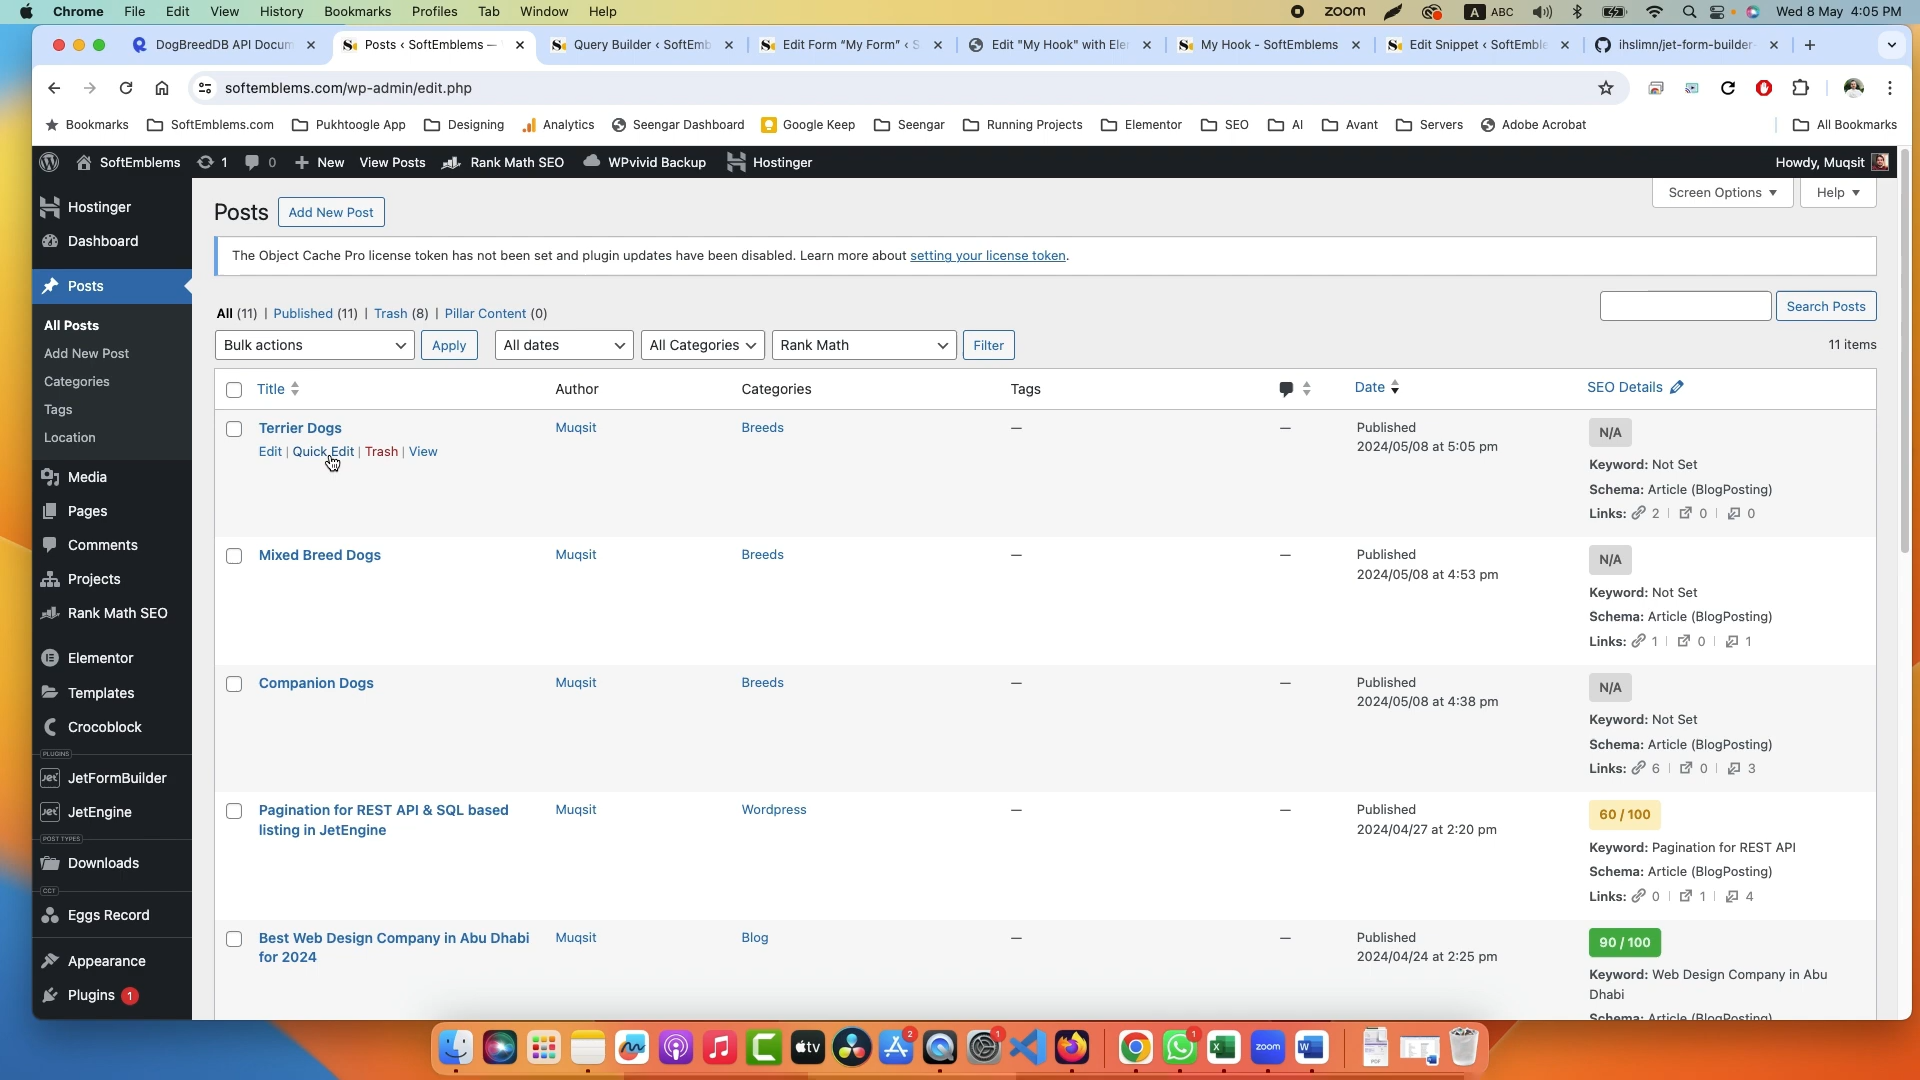 Chrome File Edit View History Bookmarks Profiles Tab Window Help zoom A ABC Wed 8 May 4:05 PM
DogBreedDB API Docum Posts ‹ SoftEmblems — Query Builder ‹ SoftEmb Edit Form “My Form” ‹ S Edit "My Hook" with Ele My Hook - SoftEmblems Edit Snippet ‹ SoftEmble ihslimn/jet-form-builder-
softemblems.com/wp-admin/edit.php
Bookmarks SoftEmblems.com Pukhtoogle App Designing Analytics Seengar Dashboard Google Keep Seengar Running Projects Elementor SEO AI Avant Servers Adobe Acrobat All Bookmarks
SoftEmblems 1 0 New View Posts Rank Math SEO WPvivid Backup Hostinger Howdy, Muqsit
Screen Options Help
Hostinger
Dashboard
Posts
All Posts
Add New Post
Categories
Tags
Location
Media
Pages
Comments
Projects
Rank Math SEO
Elementor
Templates
Crocoblock
PLUGINS
JetFormBuilder
JetEngine
POST TYPES
Downloads
CCT
Eggs Record
Appearance
Plugins 1
Posts Add New Post
The Object Cache Pro license token has not been set and plugin updates have been disabled. Learn more about setting your license token.
All (11) | Published (11) | Trash (8) | Pillar Content (0)
Search Posts
Bulk actions Apply All dates All Categories Rank Math Filter 11 items
Title Author Categories Tags Date SEO Details
Terrier Dogs Muqsit Breeds — — Published N/A
Edit | Quick Edit | Trash | View 2024/05/08 at 5:05 pm
Keyword: Not Set
Schema: Article (BlogPosting)
Links: 2 | 0 | 0
Mixed Breed Dogs Muqsit Breeds — — Published N/A
2024/05/08 at 4:53 pm
Keyword: Not Set
Schema: Article (BlogPosting)
Links: 1 | 0 | 1
Companion Dogs Muqsit Breeds — — Published N/A
2024/05/08 at 4:38 pm
Keyword: Not Set
Schema: Article (BlogPosting)
Links: 6 | 0 | 3
Pagination for REST API & SQL based Muqsit Wordpress — — Published 60 / 100
listing in JetEngine 2024/04/27 at 2:20 pm
Keyword: Pagination for REST API
Schema: Article (BlogPosting)
Links: 0 | 1 | 4
Best Web Design Company in Abu Dhabi Muqsit Blog — — Published 90 / 100
for 2024 2024/04/24 at 2:25 pm
Keyword: Web Design Company in Abu
Dhabi
Schema: Article (BlogPosting)
tv 2 1 1 zoom
PDF